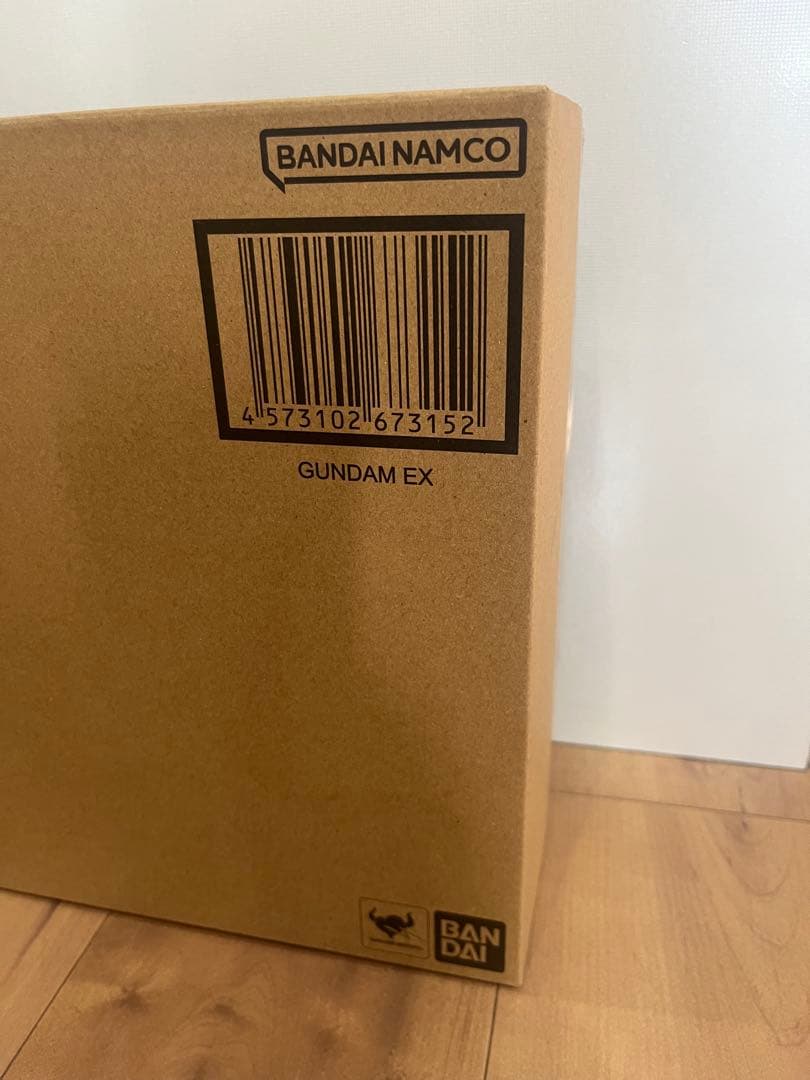 BANDAI NAMCO
4 573102 673152
GUNDAM EX
BAN
DAI